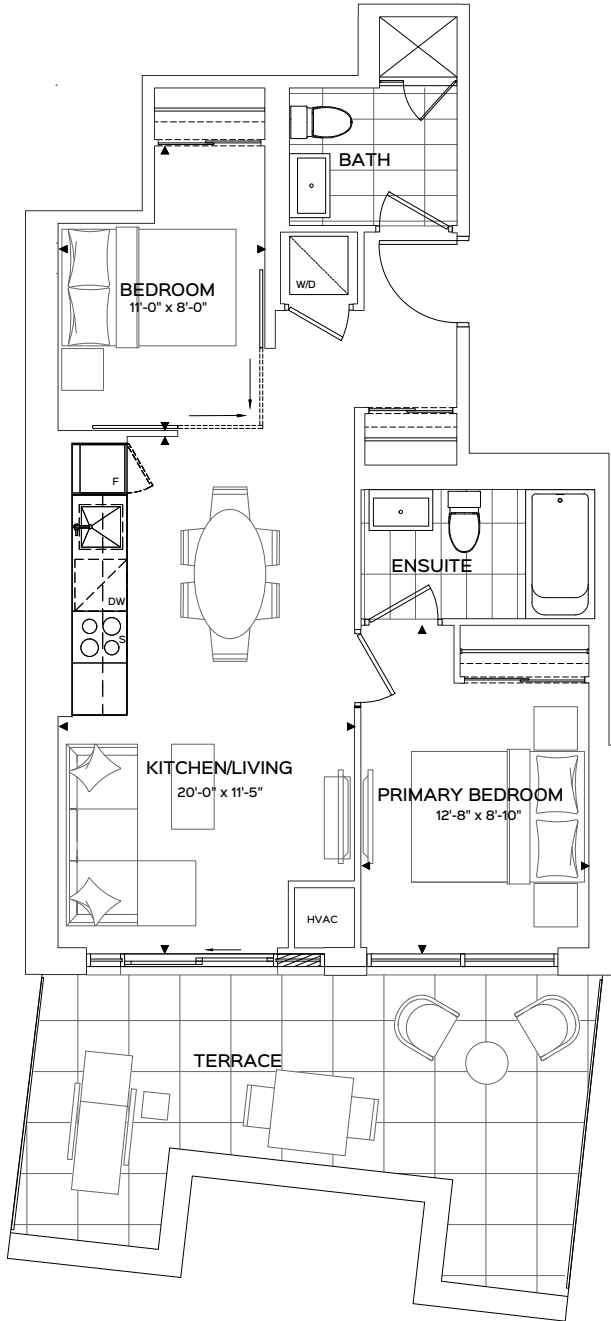 BATH
W/D
BEDROOM
11'-0" x 8'-0"
F
ENSUITE
DW
S
KITCHEN/LIVING
20'-0" x 11'-5"
PRIMARY BEDROOM
12'-8" x 8'-10"
HVAC
TERRACE